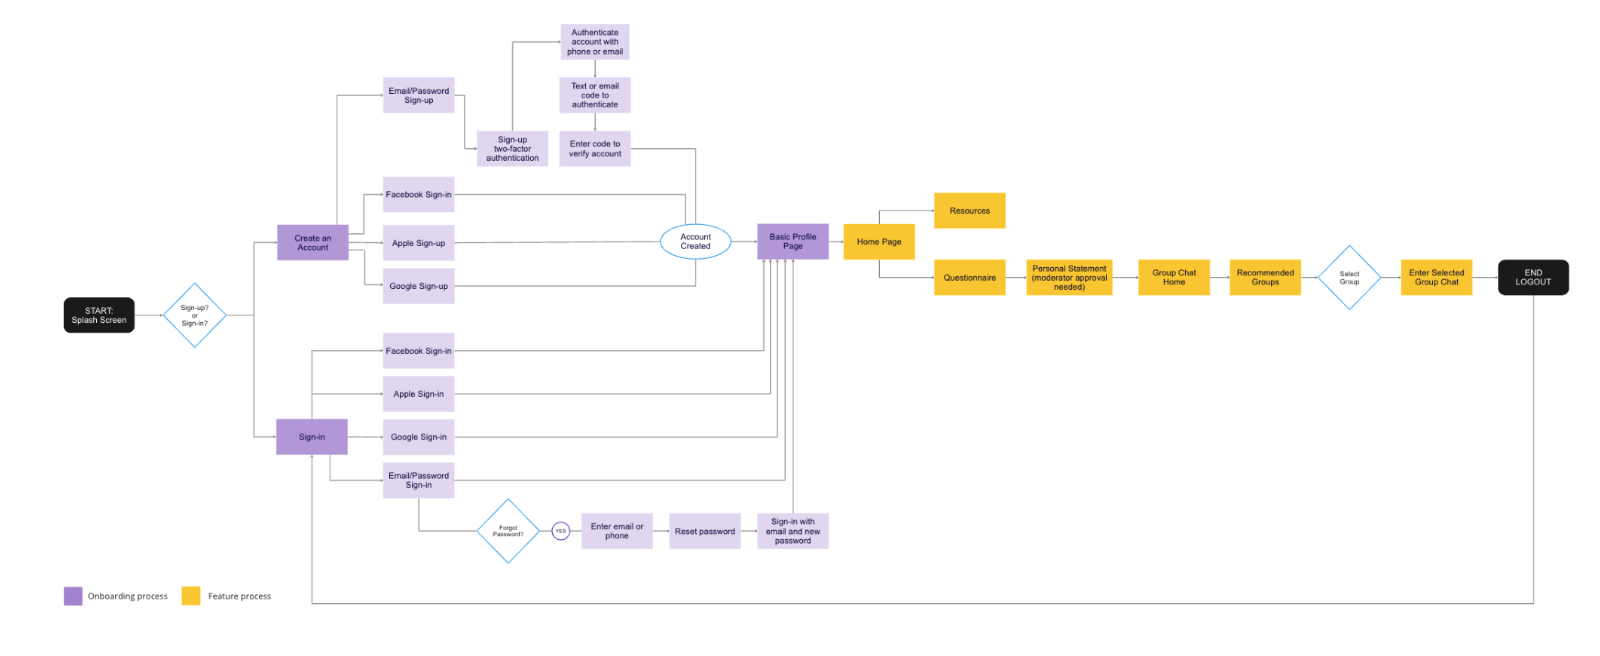 Authenticate
account with
phone or email
Email/Password
Sign-up
Text or email
code to
authenticate
Sign-up
two-factor
authentication
Enter code to
verify account
Facebook Sign-in
Create an
Account
Apple Sign-up
Google Sign-up
Account
Created
Basic Profile
Page
Home Page
Resources
Questionnaire
Personal Statement
(moderator approval
needed)
Group Chat
Home
Recommended
Groups
Select
Group
Enter Selected
Group Chat
END
LOGOUT
START:
Splash Screen
Sign-up?
or
Sign-in?
Facebook Sign-in
Apple Sign-in
Sign-in
Google Sign-in
Email/Password
Sign-in
Forgot
Password?
YES
Enter email or
phone
Reset password
Sign-in with
email and new
password
Onboarding process
Feature process